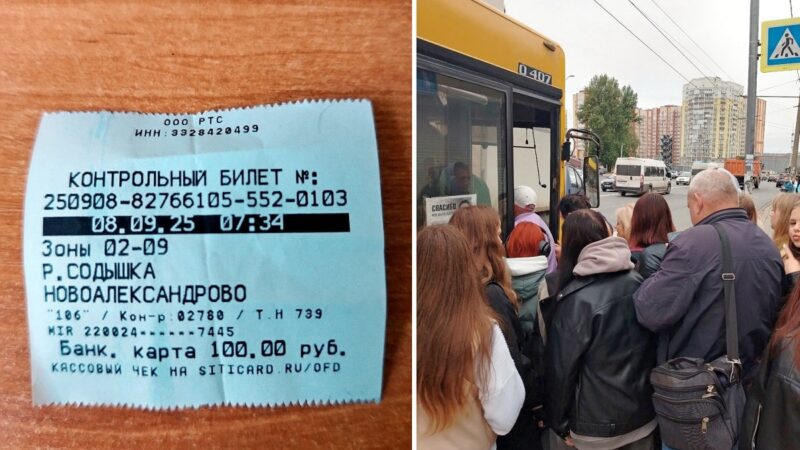 ООО РТС
ИНН:3328420499
КОНТРОЛЬНЫЙ БИЛЕТ №:
250908-82766105-552-0103
08.09.25 07:34
Зоны 02-09
Р.СОДЫШКА
НОВОАЛЕКСАНДРОВО
"106" / Кон-р:02780 / Т.Н 739
MIR 220024------7445
Банк. карта 100.00 руб.
КАССОВЫЙ ЧЕК НА SITICARD.RU/OFD
0407
СПАСИБО